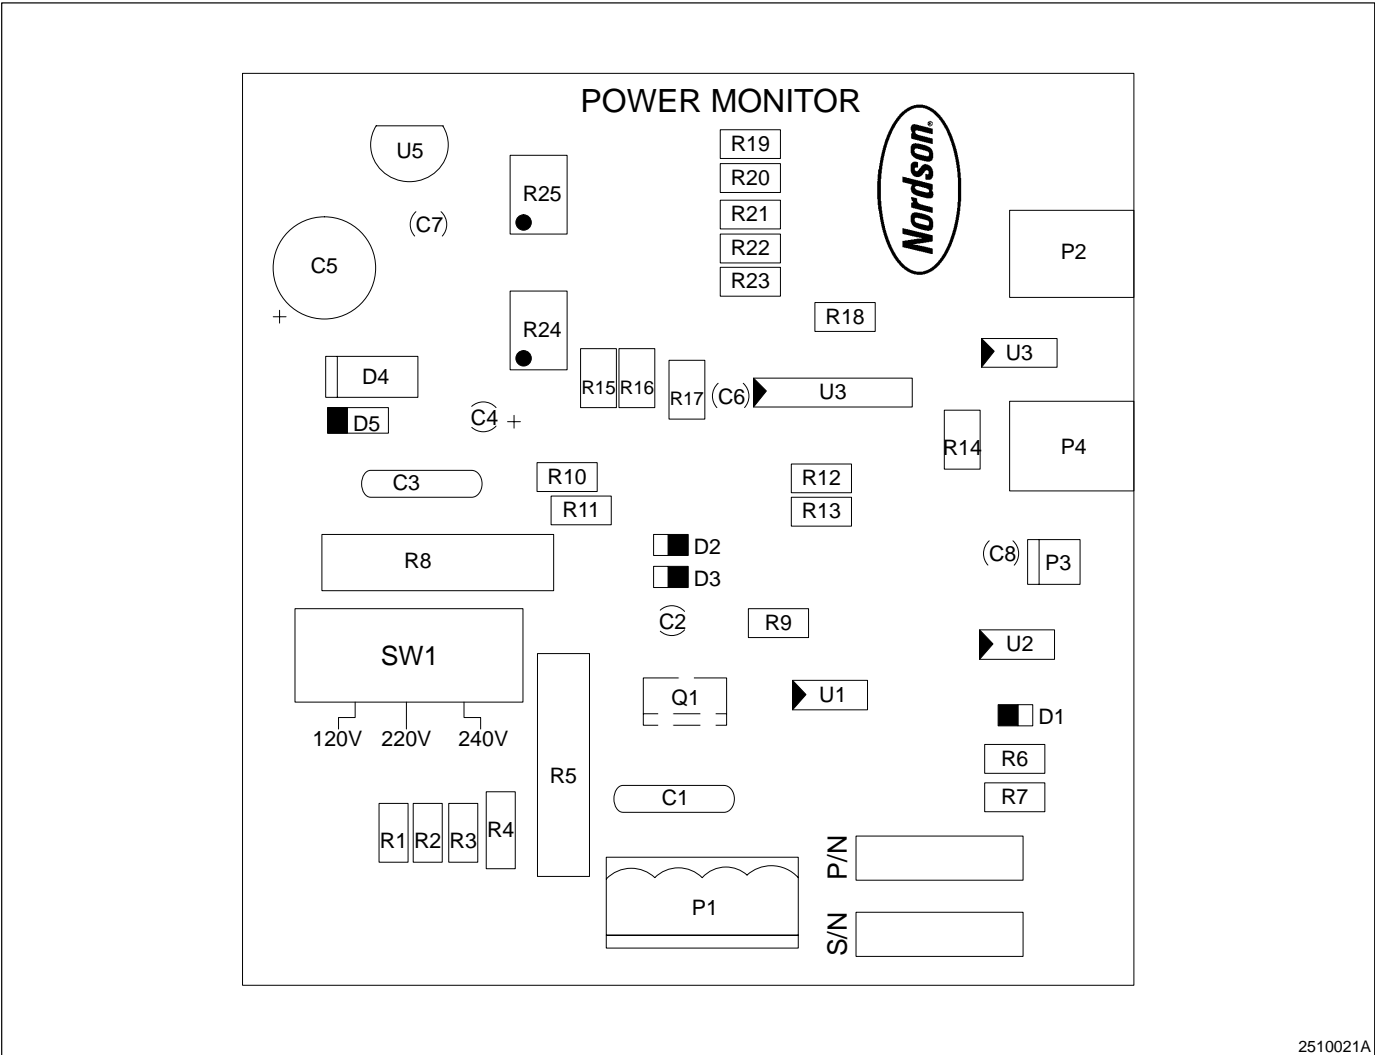 POWER MONITOR
Nordson®
U5
R19
R20
R25
R21
(C7)
R22
P2
C5
R23
+
R18
R24
U3
D4
R15
R16
R17
(C6)
U3
D5
C4 +
R14
P4
C3
R10
R12
R11
R13
R8
D2
(C8)
P3
D3
C2
R9
SW1
U2
Q1
U1
D1
120V 220V 240V
R5
R6
C1
R7
R1
R2
R3
R4
P/N
P1
S/N
2510021A